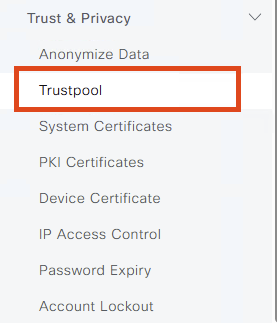 Trust & Privacy
Anonymize Data
Trustpool
System Certificates
PKI Certificates
Device Certificate
IP Access Control
Password Expiry
Account Lockout